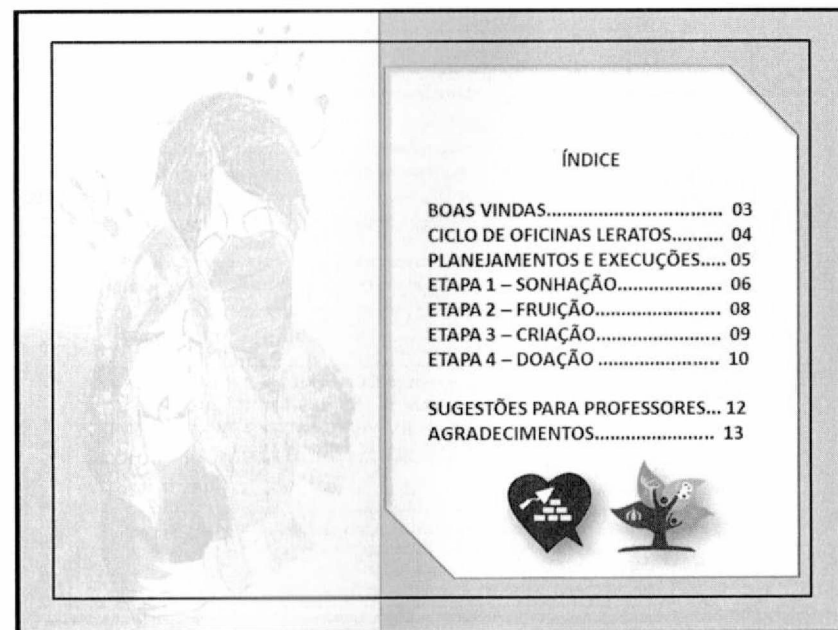 ÍNDICE
BOAS VINDAS................................. 03
CICLO DE OFICINAS LERATOS.......... 04
PLANEJAMENTOS E EXECUÇÕES..... 05
ETAPA 1 – SONHAÇÃO.................... 06
ETAPA 2 – FRUIÇÃO........................ 08
ETAPA 3 – CRIAÇÃO........................ 09
ETAPA 4 – DOAÇÃO ....................... 10
SUGESTÕES PARA PROFESSORES... 12
AGRADECIMENTOS....................... 13